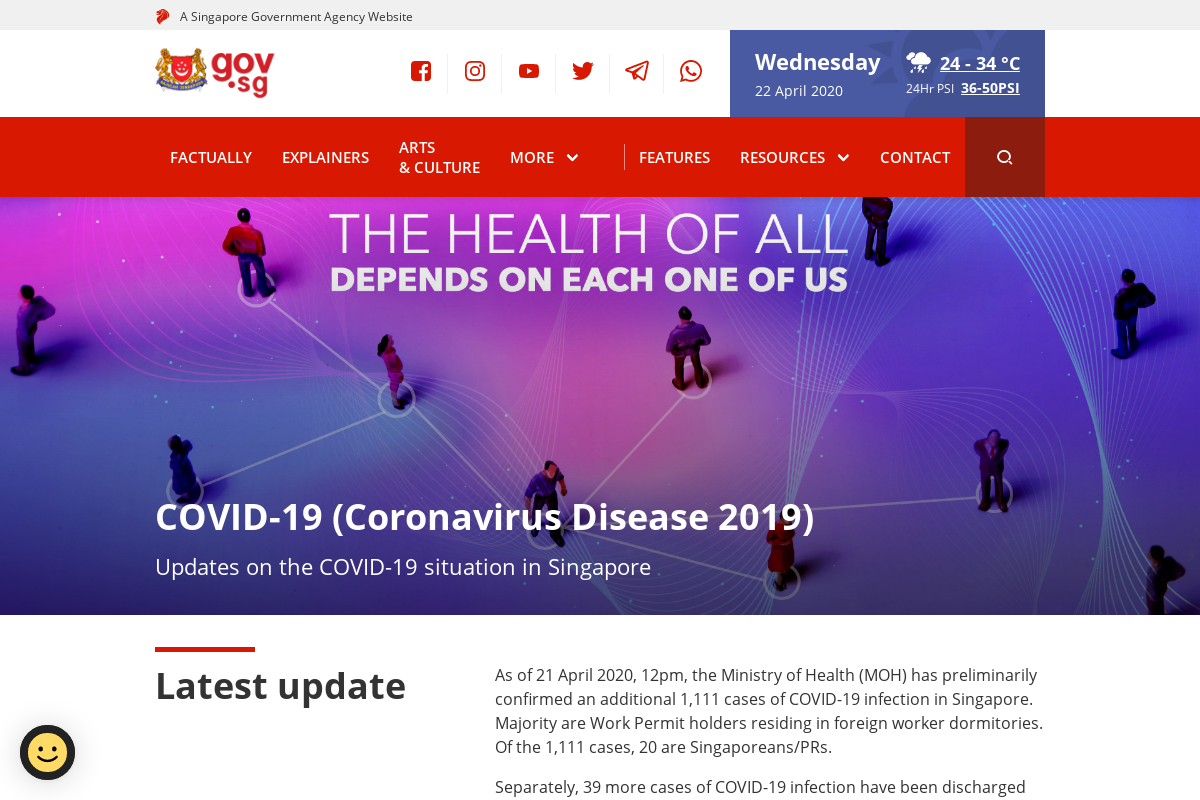 A Singapore Government Agency Website
gov
.sg
Wednesday
22 April 2020
24 - 34 °C
24Hr PSI 36-50PSI
FACTUALLY
EXPLAINERS
ARTS
& CULTURE
MORE
FEATURES
RESOURCES
CONTACT
THE HEALTH OF ALL
DEPENDS ON EACH ONE OF US
COVID-19 (Coronavirus Disease 2019)
Updates on the COVID-19 situation in Singapore
Latest update
As of 21 April 2020, 12pm, the Ministry of Health (MOH) has preliminarily
confirmed an additional 1,111 cases of COVID-19 infection in Singapore.
Majority are Work Permit holders residing in foreign worker dormitories.
Of the 1,111 cases, 20 are Singaporeans/PRs.
Separately, 39 more cases of COVID-19 infection have been discharged